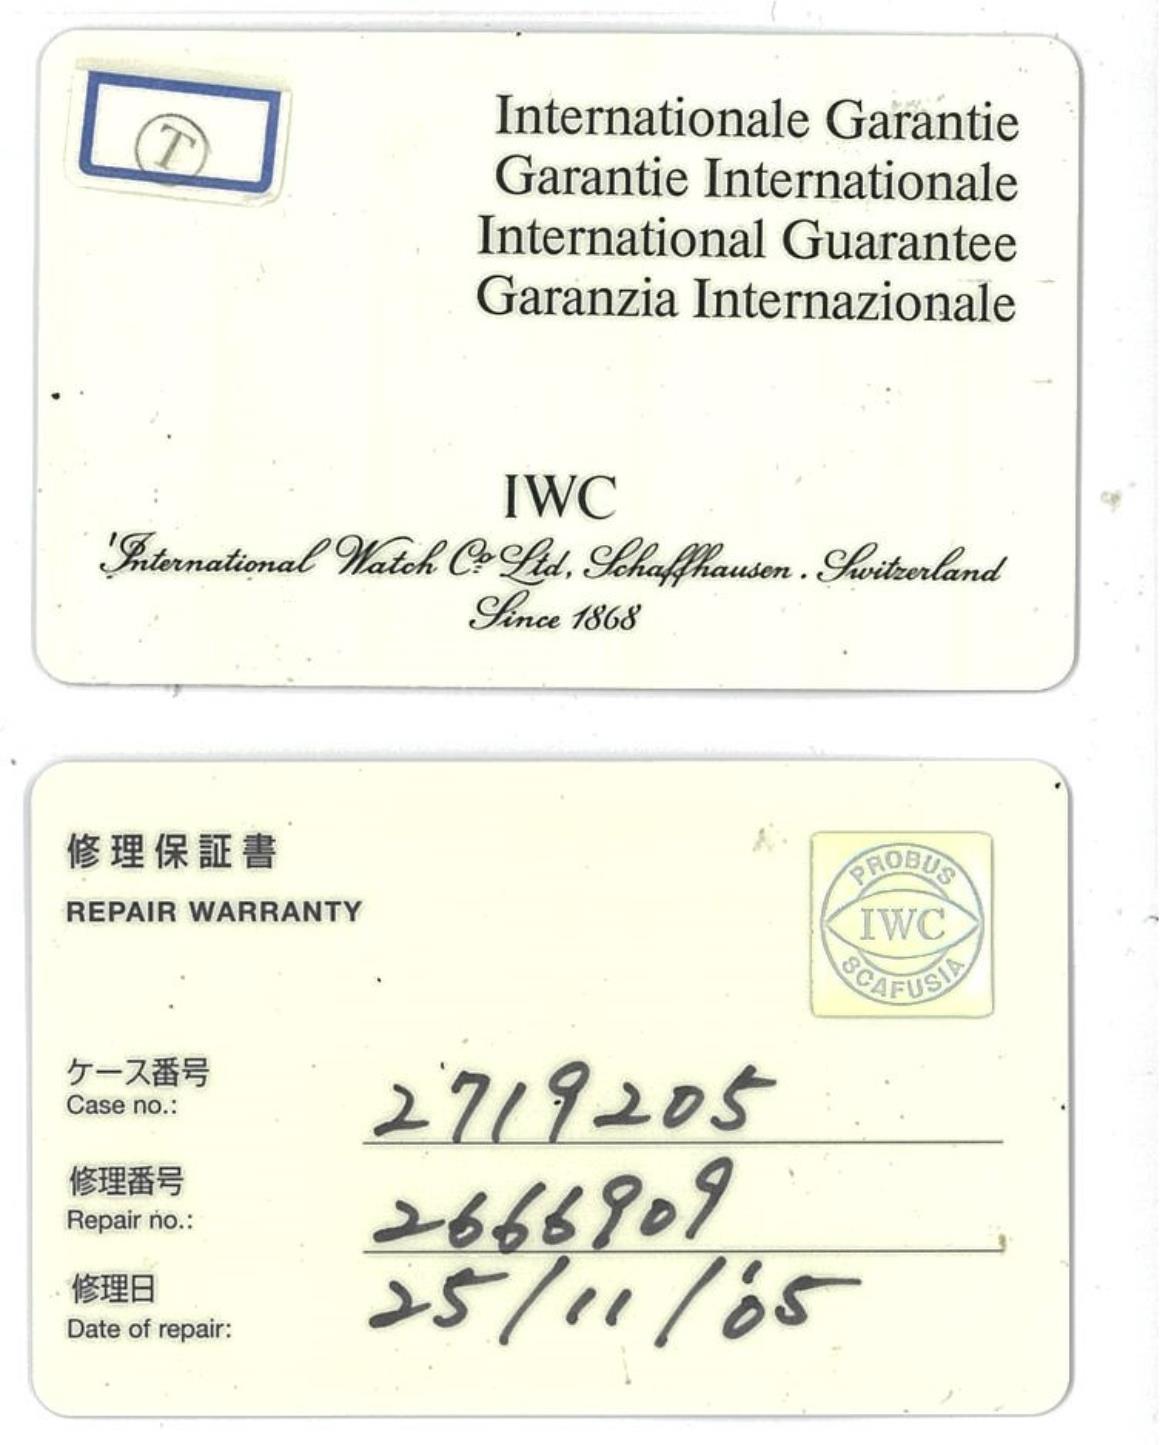 T
Internationale Garantie
Garantie Internationale
International Guarantee
Garanzia Internazionale
IWC
International Watch Co Ltd, Schaffhausen. Switzerland
Since 1868
修理保証書
REPAIR WARRANTY
PROBUS
IWC
SCAFUSIA
ケース番号
Case no.: 2719205
修理番号
Repair no.: 2666909
修理日
Date of repair: 25/11/'05